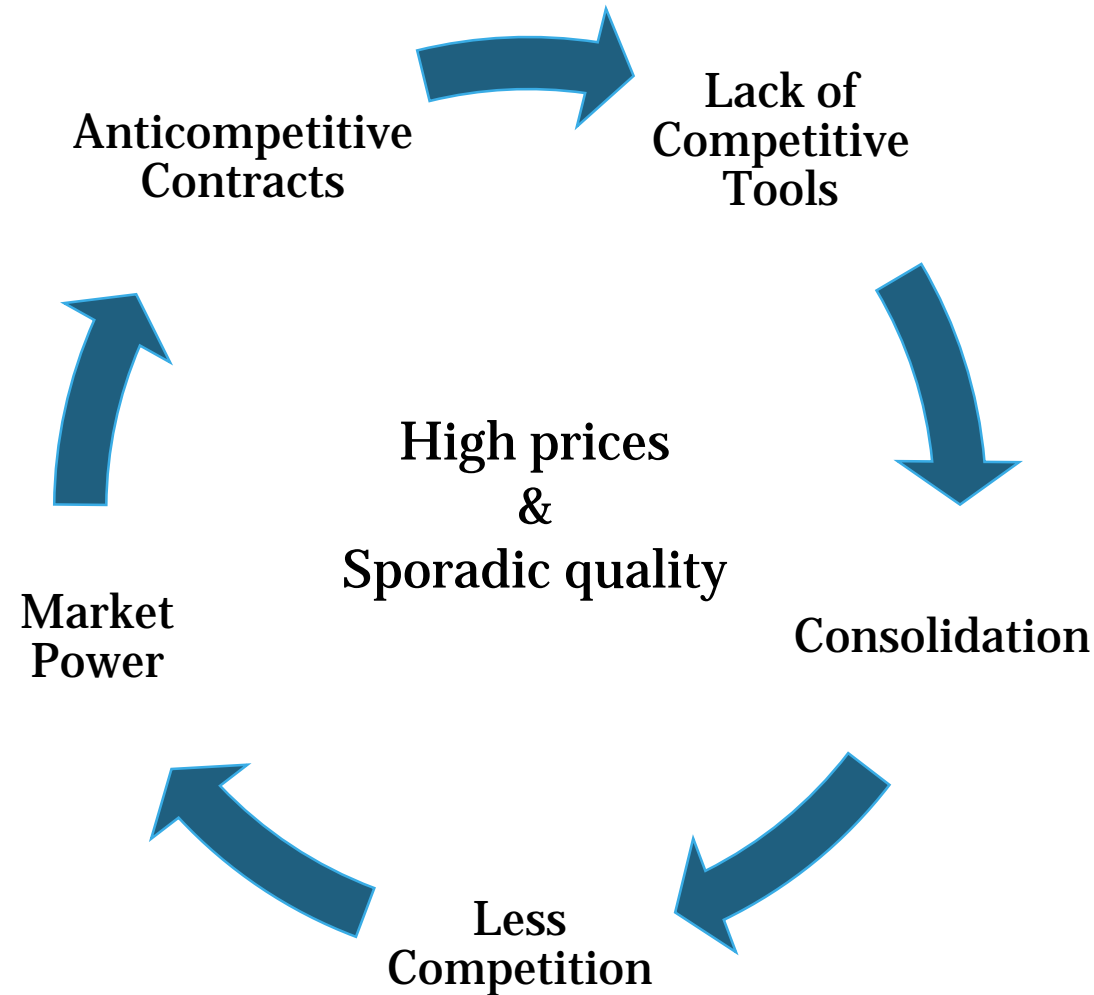 Anticompetitive
Contracts
Lack of
Competitive
Tools
High prices
&
Sporadic quality
Market
Power
Consolidation
Less
Competition